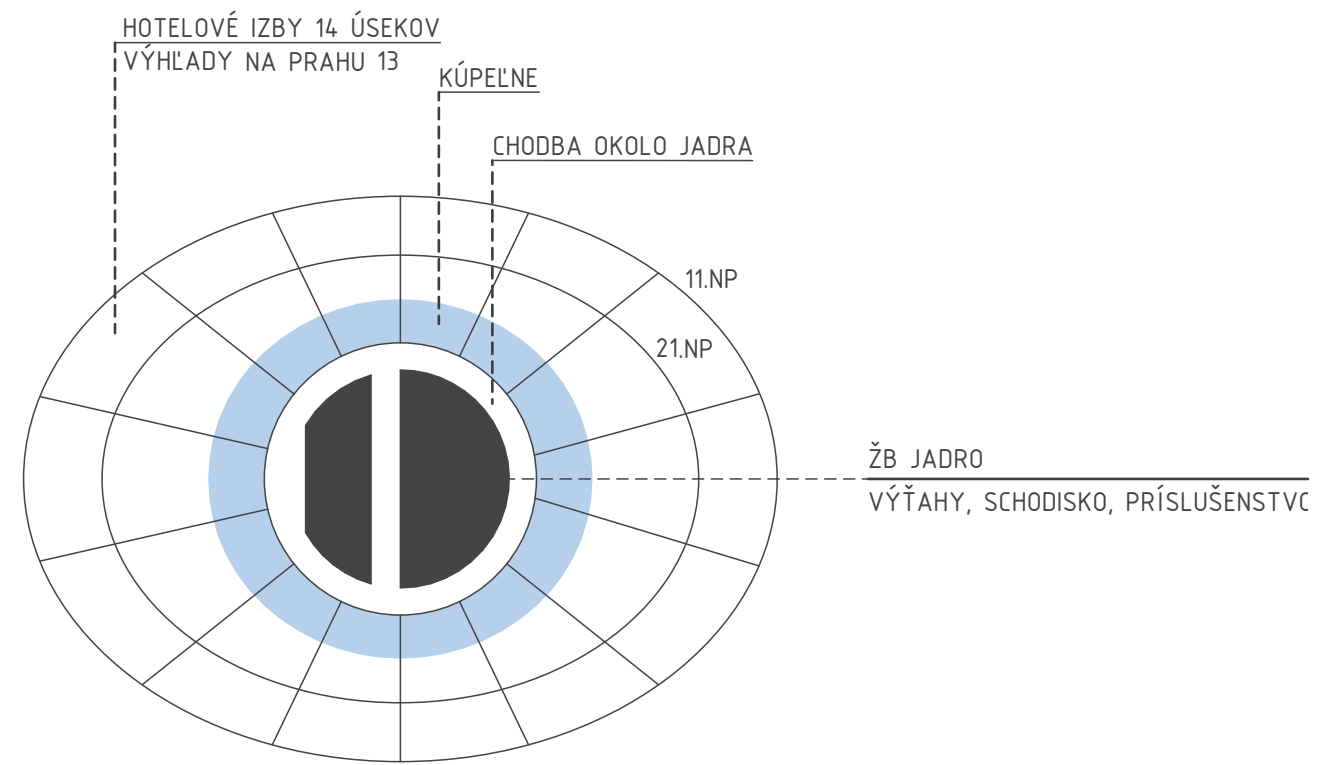 HOTELOVÉ IZBY 14 ÚSEKOV
VÝHĽADY NA PRAHU 13
KÚPEĽNE
CHODBA OKOLO JADRA
11.NP
21.NP
ŽB JADRO
VÝŤAHY, SCHODISKO, PRÍSLUŠENSTVO